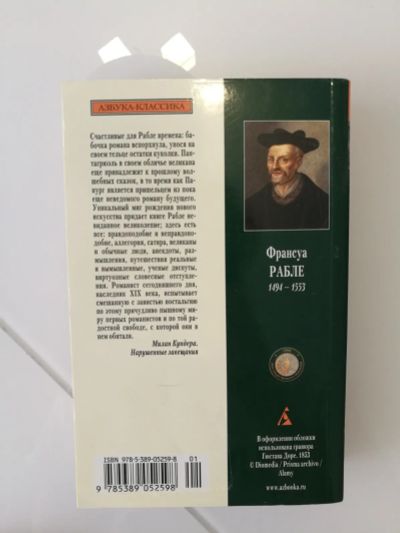 АЗБУКА-КЛАССИКА
Счастливые для Рабле времена: ба-
бочка романа вспорхнула, унося на
своем тельце остатки куколки. Пан-
тагрюэль в своем обличье великана
еще принадлежит к прошлому вол-
шебных сказок, в то время как Па-
нург является пришельцем из пока
еще неведомого роману будущего.
Уникальный миг рождения нового
искусства придает книге Рабле не-
виданное великолепие; здесь есть
все: правдоподобие и неправдопо-
добие, аллегория, сатира, великаны
и обычные люди, анекдоты, раз-
мышления, путешествия реальные
и вымышленные, ученые диспуты,
виртуозные словесные отступле-
ния. Романист сегодняшнего дня,
наследник XIX века, испытывает
смешанную с завистью ностальгию
по этому причудливо пышному ми-
ру первых романистов и по той ра-
достной свободе, с которой они в
нем обитали.
Милан Кундера.
Нарушенные завещания
Франсуа
РАБЛЕ
1494 – 1553
ISBN 978-5-389-05259-8
01
9 785389 052598
В оформлении обложки
использована гравюра
Гюстава Доре. 1853
© Diomedia / Prisma archivo /
Alamy
www.azbooka.ru